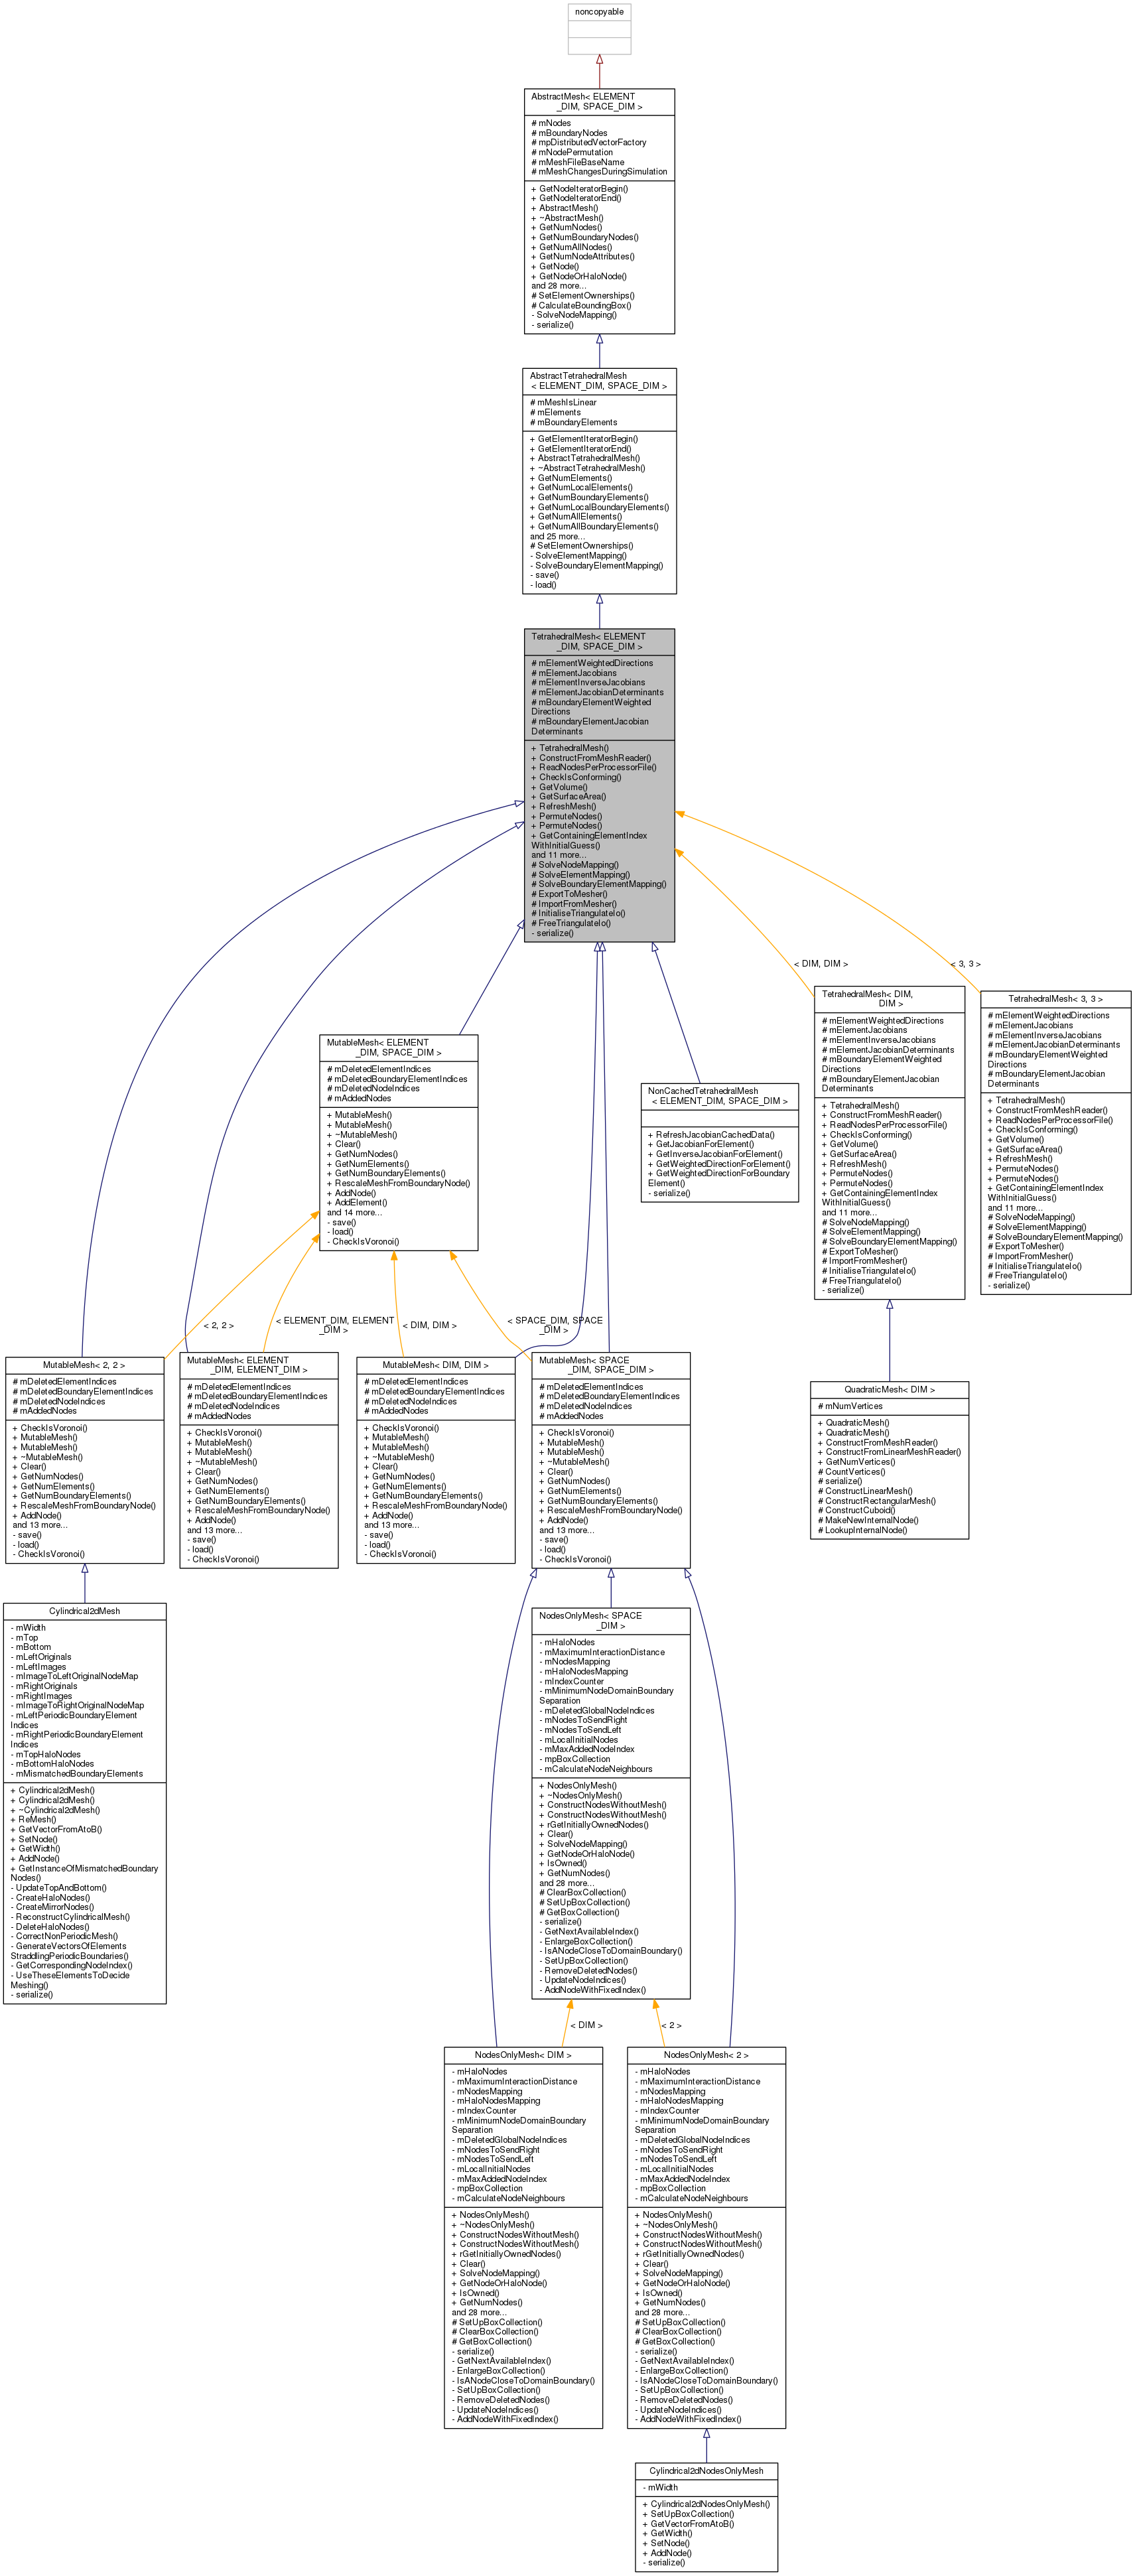 noncopyable
AbstractMesh< ELEMENT
_DIM, SPACE_DIM >
# mNodes
# mBoundaryNodes
# mpDistributedVectorFactory
# mNodePermutation
# mMeshFileBaseName
# mMeshChangesDuringSimulation
+ GetNodeIteratorBegin()
+ GetNodeIteratorEnd()
+ AbstractMesh()
+ ~AbstractMesh()
+ GetNumNodes()
+ GetNumBoundaryNodes()
+ GetNumAllNodes()
+ GetNumNodeAttributes()
+ GetNode()
+ GetNodeOrHaloNode()
and 28 more...
# SetElementOwnerships()
# CalculateBoundingBox()
- SolveNodeMapping()
- serialize()
AbstractTetrahedralMesh
< ELEMENT_DIM, SPACE_DIM >
# mMeshIsLinear
# mElements
# mBoundaryElements
+ GetElementIteratorBegin()
+ GetElementIteratorEnd()
+ AbstractTetrahedralMesh()
+ ~AbstractTetrahedralMesh()
+ GetNumElements()
+ GetNumLocalElements()
+ GetNumBoundaryElements()
+ GetNumLocalBoundaryElements()
+ GetNumAllElements()
+ GetNumAllBoundaryElements()
and 25 more...
# SetElementOwnerships()
- SolveElementMapping()
- SolveBoundaryElementMapping()
- save()
- load()
TetrahedralMesh< ELEMENT
_DIM, SPACE_DIM >
# mElementWeightedDirections
# mElementJacobians
# mElementInverseJacobians
# mElementJacobianDeterminants
# mBoundaryElementWeighted
Directions
# mBoundaryElementJacobian
Determinants
+ TetrahedralMesh()
+ ConstructFromMeshReader()
+ ReadNodesPerProcessorFile()
+ CheckIsConforming()
+ GetVolume()
+ GetSurfaceArea()
+ RefreshMesh()
+ PermuteNodes()
+ PermuteNodes()
+ GetContainingElementIndex
WithInitialGuess()
and 11 more...
# SolveNodeMapping()
# SolveElementMapping()
# SolveBoundaryElementMapping()
# ExportToMesher()
# ImportFromMesher()
# InitialiseTriangulateIo()
# FreeTriangulateIo()
- serialize()
< DIM, DIM >
< 3, 3 >
MutableMesh< ELEMENT
_DIM, SPACE_DIM >
# mDeletedElementIndices
# mDeletedBoundaryElementIndices
# mDeletedNodeIndices
# mAddedNodes
+ MutableMesh()
+ MutableMesh()
+ ~MutableMesh()
+ Clear()
+ GetNumNodes()
+ GetNumElements()
+ GetNumBoundaryElements()
+ RescaleMeshFromBoundaryNode()
+ AddNode()
+ AddElement()
and 14 more...
- save()
- load()
- CheckIsVoronoi()
NonCachedTetrahedralMesh
< ELEMENT_DIM, SPACE_DIM >
+ RefreshJacobianCachedData()
+ GetJacobianForElement()
+ GetInverseJacobianForElement()
+ GetWeightedDirectionForElement()
+ GetWeightedDirectionForBoundary
Element()
- serialize()
TetrahedralMesh< DIM,
DIM >
# mElementWeightedDirections
# mElementJacobians
# mElementInverseJacobians
# mElementJacobianDeterminants
# mBoundaryElementWeighted
Directions
# mBoundaryElementJacobian
Determinants
+ TetrahedralMesh()
+ ConstructFromMeshReader()
+ ReadNodesPerProcessorFile()
+ CheckIsConforming()
+ GetVolume()
+ GetSurfaceArea()
+ RefreshMesh()
+ PermuteNodes()
+ PermuteNodes()
+ GetContainingElementIndex
WithInitialGuess()
and 11 more...
# SolveNodeMapping()
# SolveElementMapping()
# SolveBoundaryElementMapping()
# ExportToMesher()
# ImportFromMesher()
# InitialiseTriangulateIo()
# FreeTriangulateIo()
- serialize()
TetrahedralMesh< 3, 3 >
# mElementWeightedDirections
# mElementJacobians
# mElementInverseJacobians
# mElementJacobianDeterminants
# mBoundaryElementWeighted
Directions
# mBoundaryElementJacobian
Determinants
+ TetrahedralMesh()
+ ConstructFromMeshReader()
+ ReadNodesPerProcessorFile()
+ CheckIsConforming()
+ GetVolume()
+ GetSurfaceArea()
+ RefreshMesh()
+ PermuteNodes()
+ PermuteNodes()
+ GetContainingElementIndex
WithInitialGuess()
and 11 more...
# SolveNodeMapping()
# SolveElementMapping()
# SolveBoundaryElementMapping()
# ExportToMesher()
# ImportFromMesher()
# InitialiseTriangulateIo()
# FreeTriangulateIo()
- serialize()
< 2, 2 >
< ELEMENT_DIM, ELEMENT
_DIM >
< DIM, DIM >
< SPACE_DIM, SPACE
_DIM >
MutableMesh< 2, 2 >
# mDeletedElementIndices
# mDeletedBoundaryElementIndices
# mDeletedNodeIndices
# mAddedNodes
+ CheckIsVoronoi()
+ MutableMesh()
+ MutableMesh()
+ ~MutableMesh()
+ Clear()
+ GetNumNodes()
+ GetNumElements()
+ GetNumBoundaryElements()
+ RescaleMeshFromBoundaryNode()
+ AddNode()
and 13 more...
- save()
- load()
- CheckIsVoronoi()
MutableMesh< ELEMENT
_DIM, ELEMENT_DIM >
# mDeletedElementIndices
# mDeletedBoundaryElementIndices
# mDeletedNodeIndices
# mAddedNodes
+ CheckIsVoronoi()
+ MutableMesh()
+ MutableMesh()
+ ~MutableMesh()
+ Clear()
+ GetNumNodes()
+ GetNumElements()
+ GetNumBoundaryElements()
+ RescaleMeshFromBoundaryNode()
+ AddNode()
and 13 more...
- save()
- load()
- CheckIsVoronoi()
MutableMesh< DIM, DIM >
# mDeletedElementIndices
# mDeletedBoundaryElementIndices
# mDeletedNodeIndices
# mAddedNodes
+ CheckIsVoronoi()
+ MutableMesh()
+ MutableMesh()
+ ~MutableMesh()
+ Clear()
+ GetNumNodes()
+ GetNumElements()
+ GetNumBoundaryElements()
+ RescaleMeshFromBoundaryNode()
+ AddNode()
and 13 more...
- save()
- load()
- CheckIsVoronoi()
MutableMesh< SPACE
_DIM, SPACE_DIM >
# mDeletedElementIndices
# mDeletedBoundaryElementIndices
# mDeletedNodeIndices
# mAddedNodes
+ CheckIsVoronoi()
+ MutableMesh()
+ MutableMesh()
+ ~MutableMesh()
+ Clear()
+ GetNumNodes()
+ GetNumElements()
+ GetNumBoundaryElements()
+ RescaleMeshFromBoundaryNode()
+ AddNode()
and 13 more...
- save()
- load()
- CheckIsVoronoi()
QuadraticMesh< DIM >
# mNumVertices
+ QuadraticMesh()
+ QuadraticMesh()
+ ConstructFromMeshReader()
+ ConstructFromLinearMeshReader()
+ GetNumVertices()
# CountVertices()
# serialize()
# ConstructLinearMesh()
# ConstructRectangularMesh()
# ConstructCuboid()
# MakeNewInternalNode()
# LookupInternalNode()
Cylindrical2dMesh
- mWidth
- mTop
- mBottom
- mLeftOriginals
- mLeftImages
- mImageToLeftOriginalNodeMap
- mRightOriginals
- mRightImages
- mImageToRightOriginalNodeMap
- mLeftPeriodicBoundaryElement
Indices
- mRightPeriodicBoundaryElement
Indices
- mTopHaloNodes
- mBottomHaloNodes
- mMismatchedBoundaryElements
+ Cylindrical2dMesh()
+ Cylindrical2dMesh()
+ ~Cylindrical2dMesh()
+ ReMesh()
+ GetVectorFromAtoB()
+ SetNode()
+ GetWidth()
+ AddNode()
+ GetInstanceOfMismatchedBoundary
Nodes()
- UpdateTopAndBottom()
- CreateHaloNodes()
- CreateMirrorNodes()
- ReconstructCylindricalMesh()
- DeleteHaloNodes()
- CorrectNonPeriodicMesh()
- GenerateVectorsOfElements
StraddlingPeriodicBoundaries()
- GetCorrespondingNodeIndex()
- UseTheseElementsToDecide
Meshing()
- serialize()
NodesOnlyMesh< SPACE
_DIM >
- mHaloNodes
- mMaximumInteractionDistance
- mNodesMapping
- mHaloNodesMapping
- mIndexCounter
- mMinimumNodeDomainBoundary
Separation
- mDeletedGlobalNodeIndices
- mNodesToSendRight
- mNodesToSendLeft
- mLocalInitialNodes
- mMaxAddedNodeIndex
- mpBoxCollection
- mCalculateNodeNeighbours
+ NodesOnlyMesh()
+ ~NodesOnlyMesh()
+ ConstructNodesWithoutMesh()
+ ConstructNodesWithoutMesh()
+ rGetInitiallyOwnedNodes()
+ Clear()
+ SolveNodeMapping()
+ GetNodeOrHaloNode()
+ IsOwned()
+ GetNumNodes()
and 28 more...
# ClearBoxCollection()
# SetUpBoxCollection()
# GetBoxCollection()
- serialize()
- GetNextAvailableIndex()
- EnlargeBoxCollection()
- IsANodeCloseToDomainBoundary()
- SetUpBoxCollection()
- RemoveDeletedNodes()
- UpdateNodeIndices()
- AddNodeWithFixedIndex()
< DIM >
< 2 >
NodesOnlyMesh< DIM >
- mHaloNodes
- mMaximumInteractionDistance
- mNodesMapping
- mHaloNodesMapping
- mIndexCounter
- mMinimumNodeDomainBoundary
Separation
- mDeletedGlobalNodeIndices
- mNodesToSendRight
- mNodesToSendLeft
- mLocalInitialNodes
- mMaxAddedNodeIndex
- mpBoxCollection
- mCalculateNodeNeighbours
+ NodesOnlyMesh()
+ ~NodesOnlyMesh()
+ ConstructNodesWithoutMesh()
+ ConstructNodesWithoutMesh()
+ rGetInitiallyOwnedNodes()
+ Clear()
+ SolveNodeMapping()
+ GetNodeOrHaloNode()
+ IsOwned()
+ GetNumNodes()
and 28 more...
# SetUpBoxCollection()
# ClearBoxCollection()
# GetBoxCollection()
- serialize()
- GetNextAvailableIndex()
- EnlargeBoxCollection()
- IsANodeCloseToDomainBoundary()
- SetUpBoxCollection()
- RemoveDeletedNodes()
- UpdateNodeIndices()
- AddNodeWithFixedIndex()
NodesOnlyMesh< 2 >
- mHaloNodes
- mMaximumInteractionDistance
- mNodesMapping
- mHaloNodesMapping
- mIndexCounter
- mMinimumNodeDomainBoundary
Separation
- mDeletedGlobalNodeIndices
- mNodesToSendRight
- mNodesToSendLeft
- mLocalInitialNodes
- mMaxAddedNodeIndex
- mpBoxCollection
- mCalculateNodeNeighbours
+ NodesOnlyMesh()
+ ~NodesOnlyMesh()
+ ConstructNodesWithoutMesh()
+ ConstructNodesWithoutMesh()
+ rGetInitiallyOwnedNodes()
+ Clear()
+ SolveNodeMapping()
+ GetNodeOrHaloNode()
+ IsOwned()
+ GetNumNodes()
and 28 more...
# SetUpBoxCollection()
# ClearBoxCollection()
# GetBoxCollection()
- serialize()
- GetNextAvailableIndex()
- EnlargeBoxCollection()
- IsANodeCloseToDomainBoundary()
- SetUpBoxCollection()
- RemoveDeletedNodes()
- UpdateNodeIndices()
- AddNodeWithFixedIndex()
Cylindrical2dNodesOnlyMesh
- mWidth
+ Cylindrical2dNodesOnlyMesh()
+ SetUpBoxCollection()
+ GetVectorFromAtoB()
+ GetWidth()
+ SetNode()
+ AddNode()
- serialize()